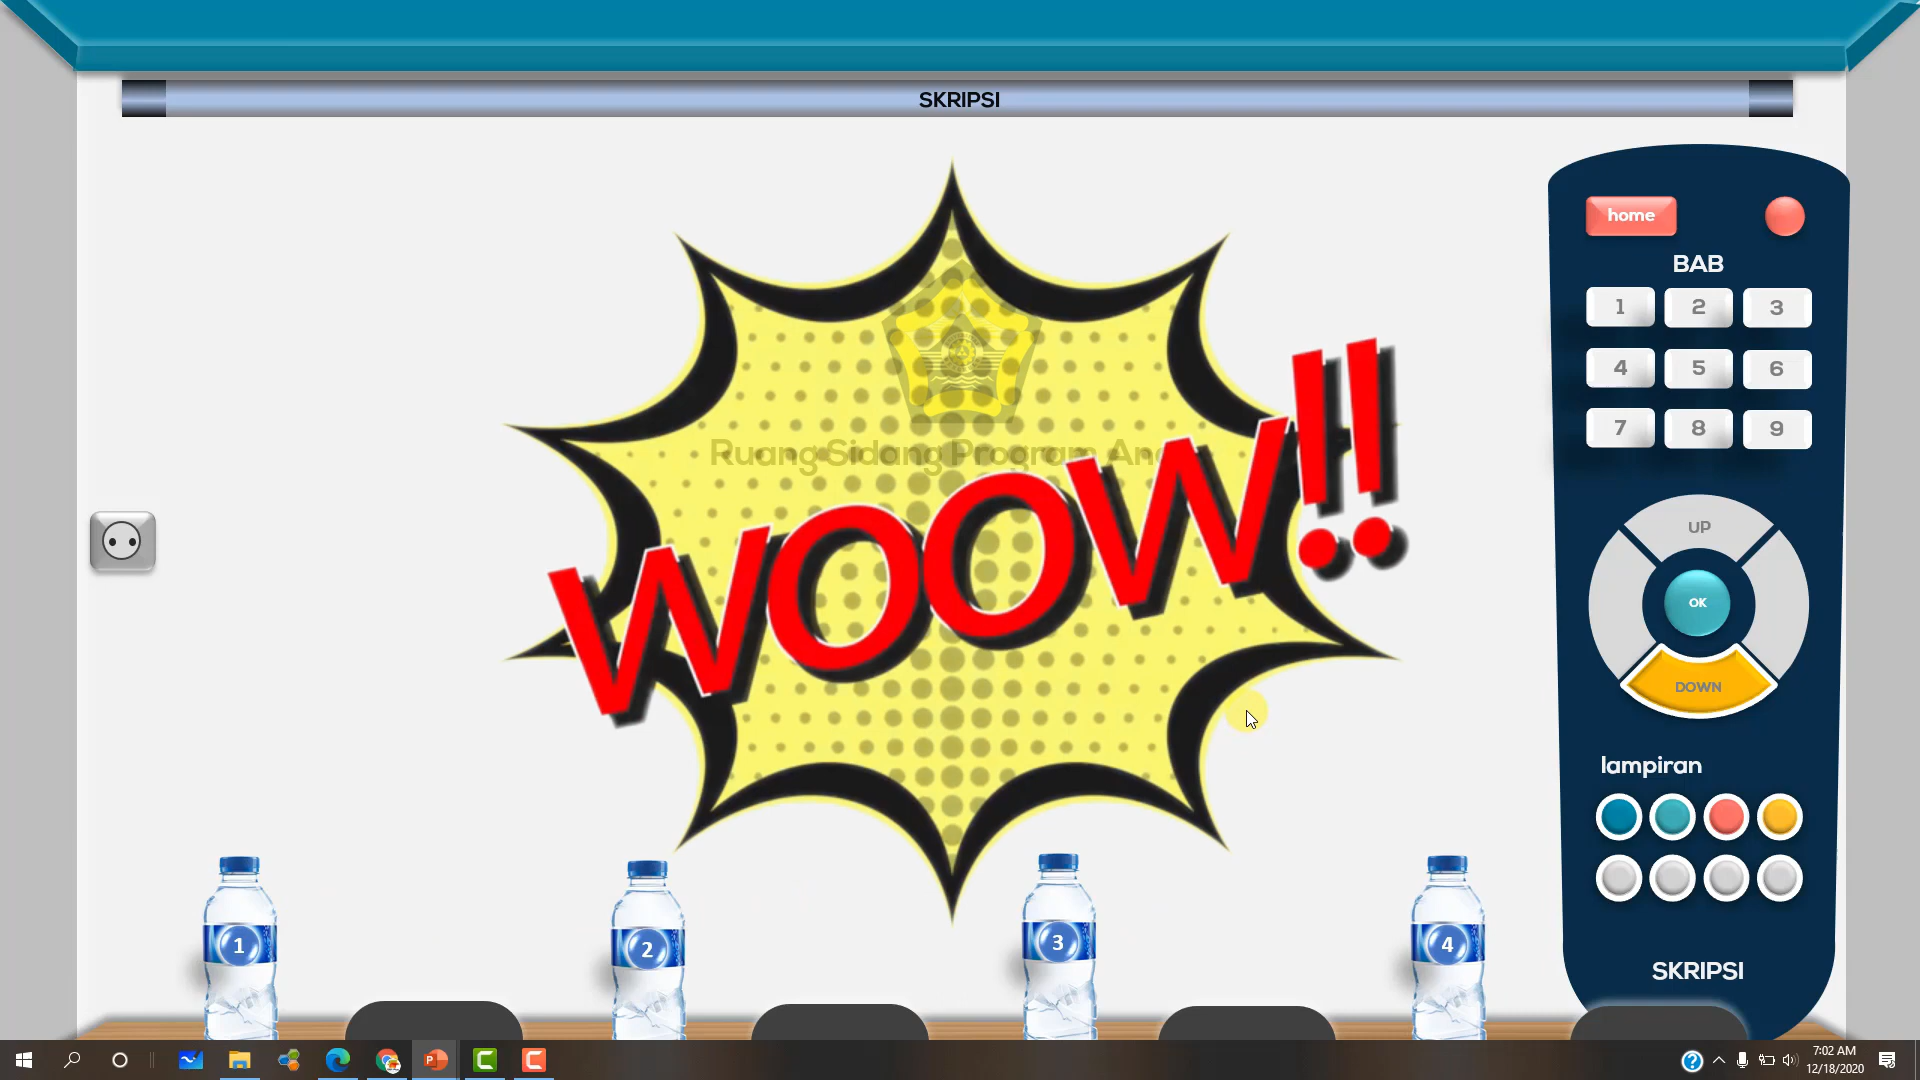 SKRIPSI
home
BAB
1 2 3
4 5 6
7 8 9
Ruang Sidang Program
WOOW!!
UP
OK
DOWN
lampiran
1
2
3
4
SKRIPSI
7:02 AM
12/18/2020